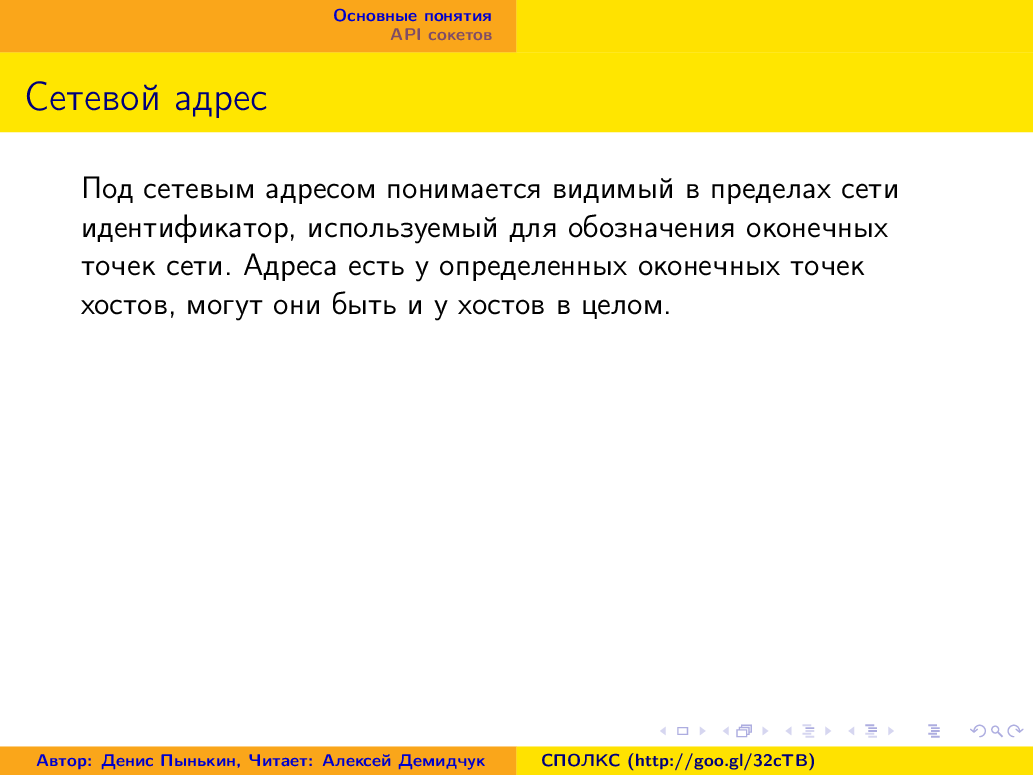 Основные понятия
API сокетов
Сетевой адрес
Под сетевым адресом понимается видимый в пределах сети
идентификатор, используемый для обозначения оконечных
точек сети. Адреса есть у определенных оконечных точек
хостов, могут они быть и у хостов в целом.
Автор: Денис Пынькин, Читает: Алексей Демидчук
СПОЛКС (http://goo.gl/32cTB)